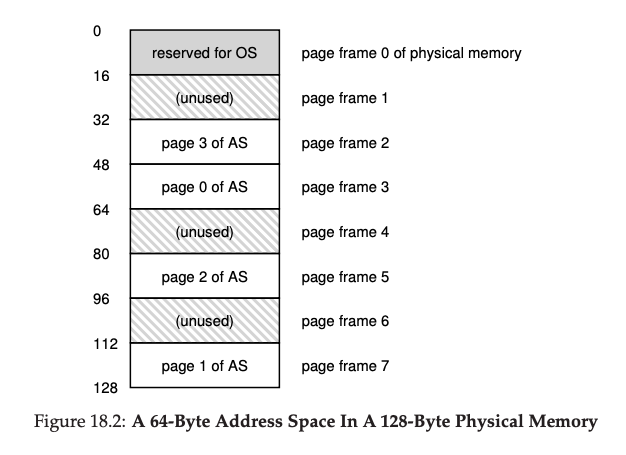 0
reserved for OS page frame 0 of physical memory
16
(unused) page frame 1
32
page 3 of AS page frame 2
48
page 0 of AS page frame 3
64
(unused) page frame 4
80
page 2 of AS page frame 5
96
(unused) page frame 6
112
page 1 of AS page frame 7
128
Figure 18.2: A 64-Byte Address Space In A 128-Byte Physical Memory